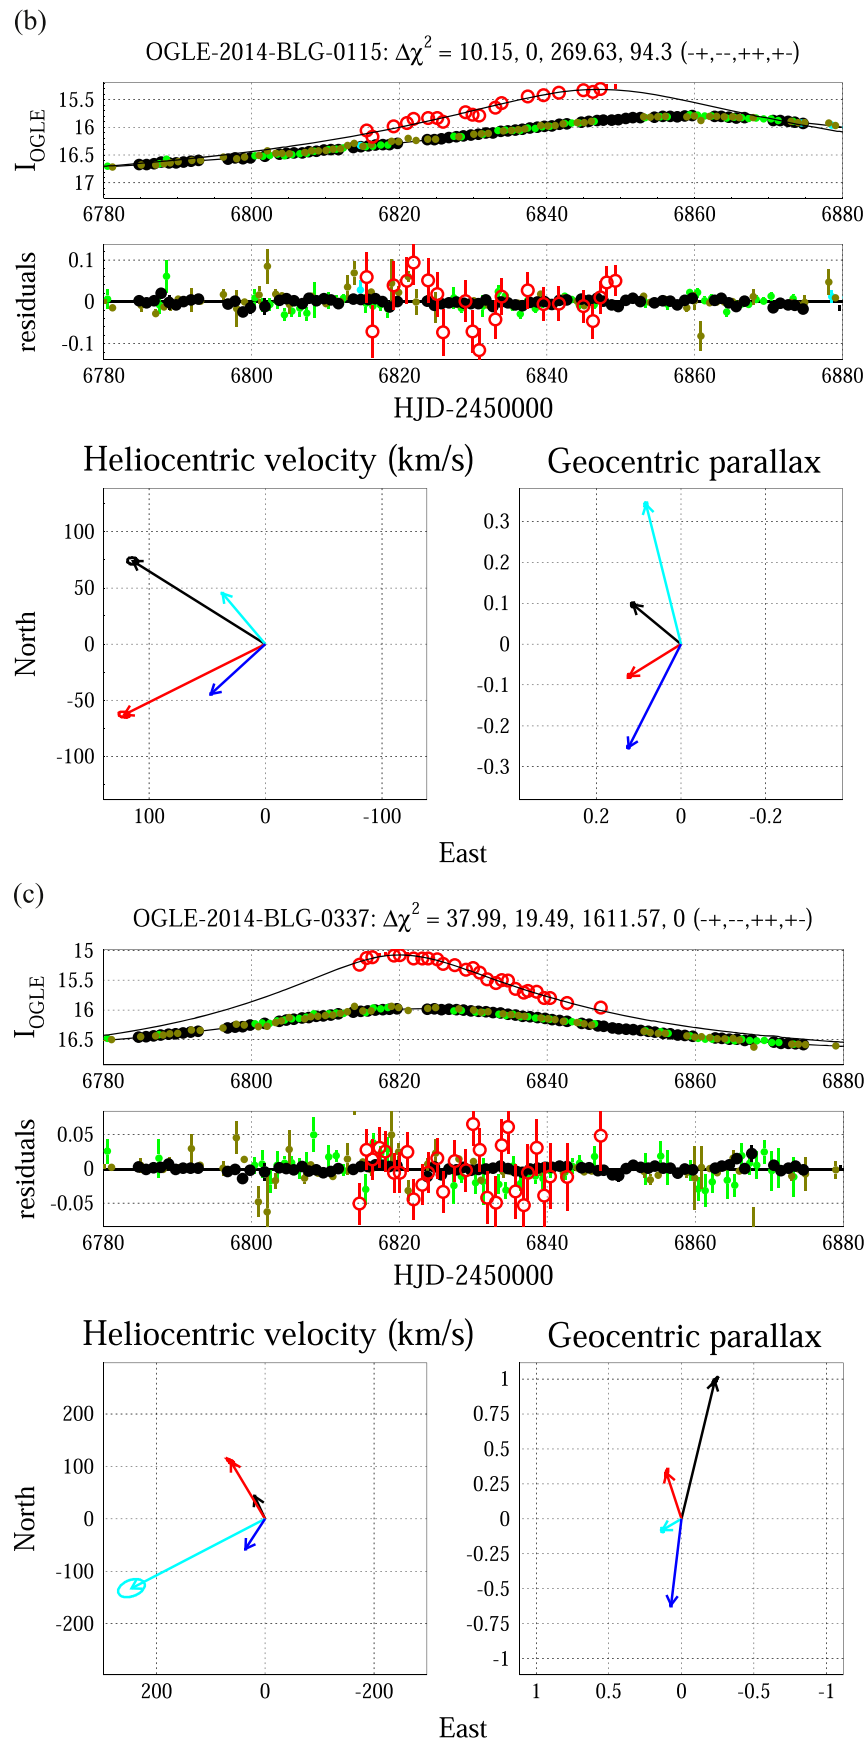 (b)
OGLE-2014-BLG-0115: Δχ² = 10.15, 0, 269.63, 94.3 (-+,--,++,+-)
I_OGLE
15.5
16
16.5
17
6780 6800 6820 6840 6860 6880
residuals
0.1
0
-0.1
6780 6800 6820 6840 6860 6880
HJD-2450000
Heliocentric velocity (km/s) Geocentric parallax
North
100
50
0
-50
-100
0.3
0.2
0.1
0
-0.1
-0.2
-0.3
100 0 -100
0.2 0 -0.2
East
(c)
OGLE-2014-BLG-0337: Δχ² = 37.99, 19.49, 1611.57, 0 (-+,--,++,+-)
I_OGLE
15
15.5
16
16.5
6780 6800 6820 6840 6860 6880
residuals
0.05
0
-0.05
6780 6800 6820 6840 6860 6880
HJD-2450000
Heliocentric velocity (km/s) Geocentric parallax
North
200
100
0
-100
-200
1
0.75
0.5
0.25
0
-0.25
-0.5
-0.75
-1
200 0 -200
1 0.5 0 -0.5 -1
East